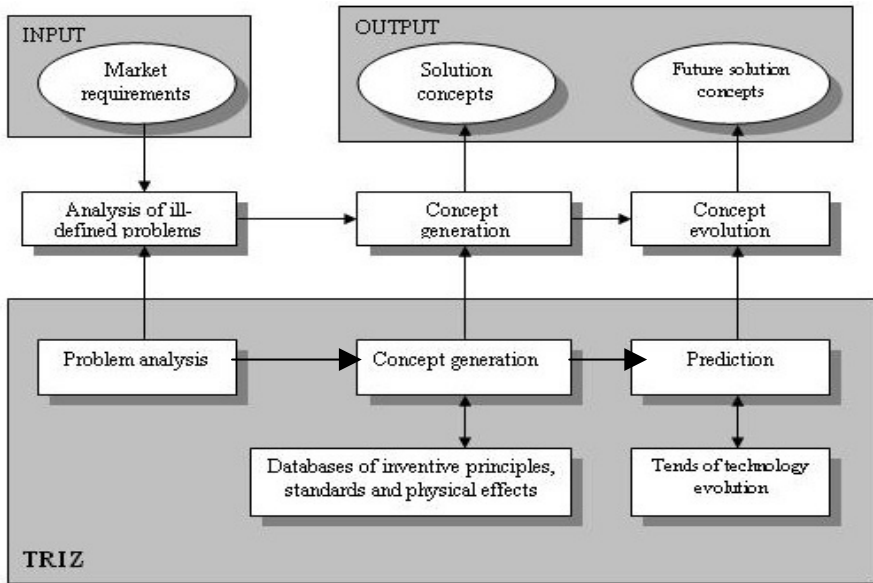 INPUT
Market
requirements
OUTPUT
Solution
concepts
Future solution
concepts
Analysis of ill-
defined problems
Concept
generation
Concept
evolution
Problem analysis
Concept generation
Prediction
Databases of inventive principles,
standards and physical effects
Tends of technology
evolution
TRIZ